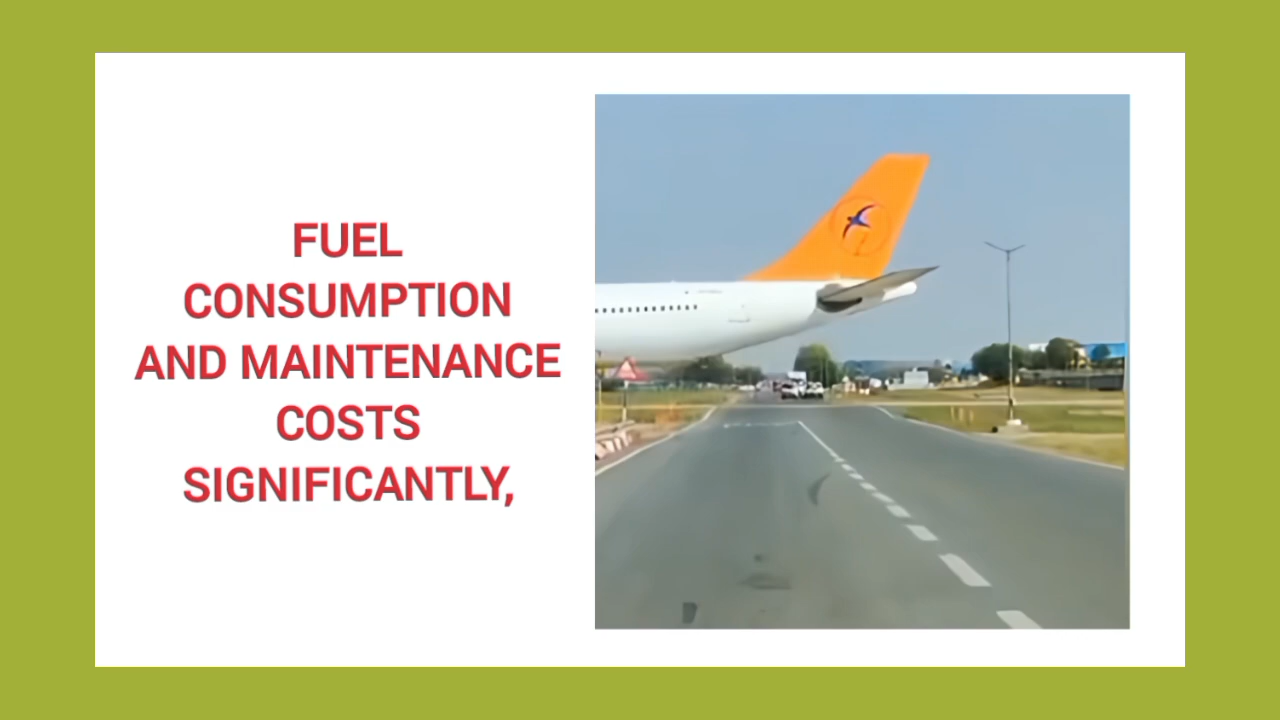 FUEL
CONSUMPTION
AND MAINTENANCE
COSTS
SIGNIFICANTLY,